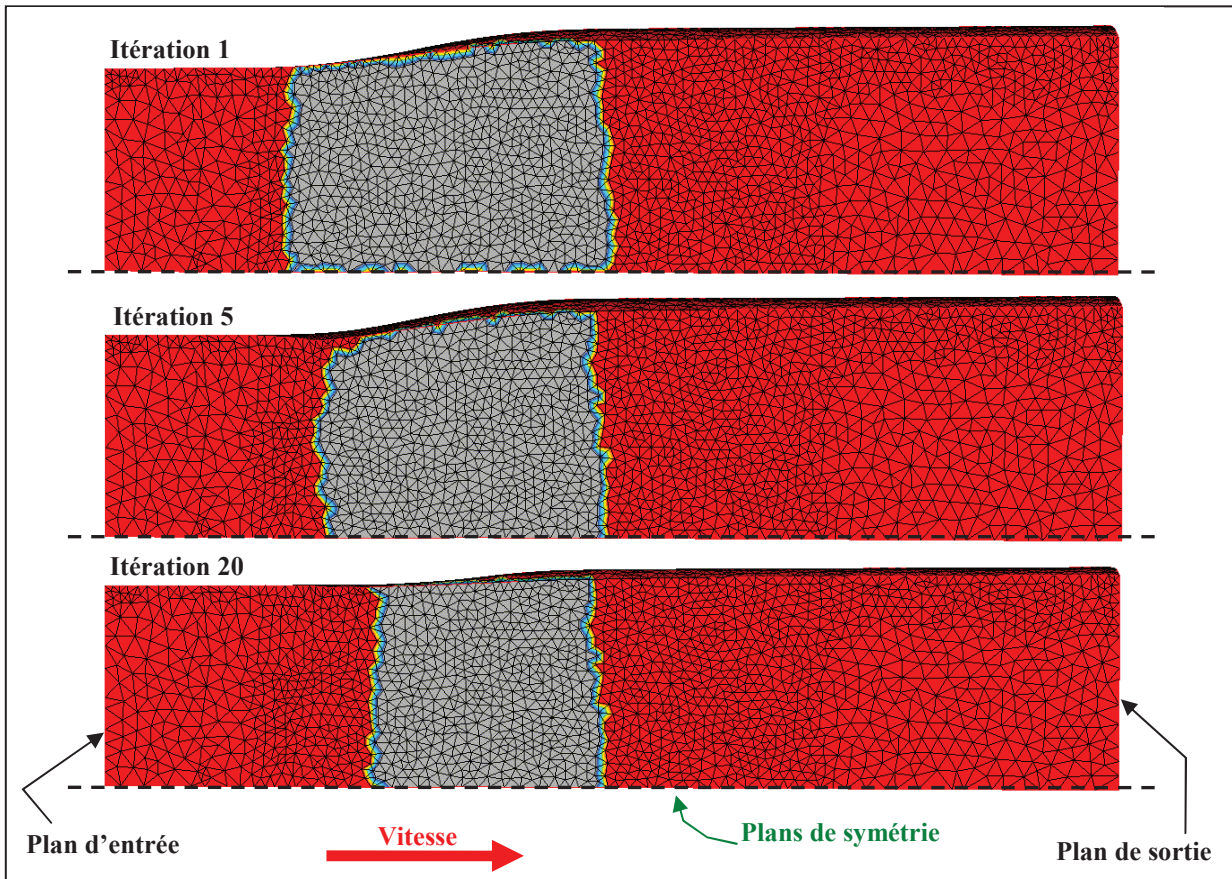 Itération 1
Itération 5
Itération 20
Plan d'entrée
Vitesse
Plans de symétrie
Plan de sortie